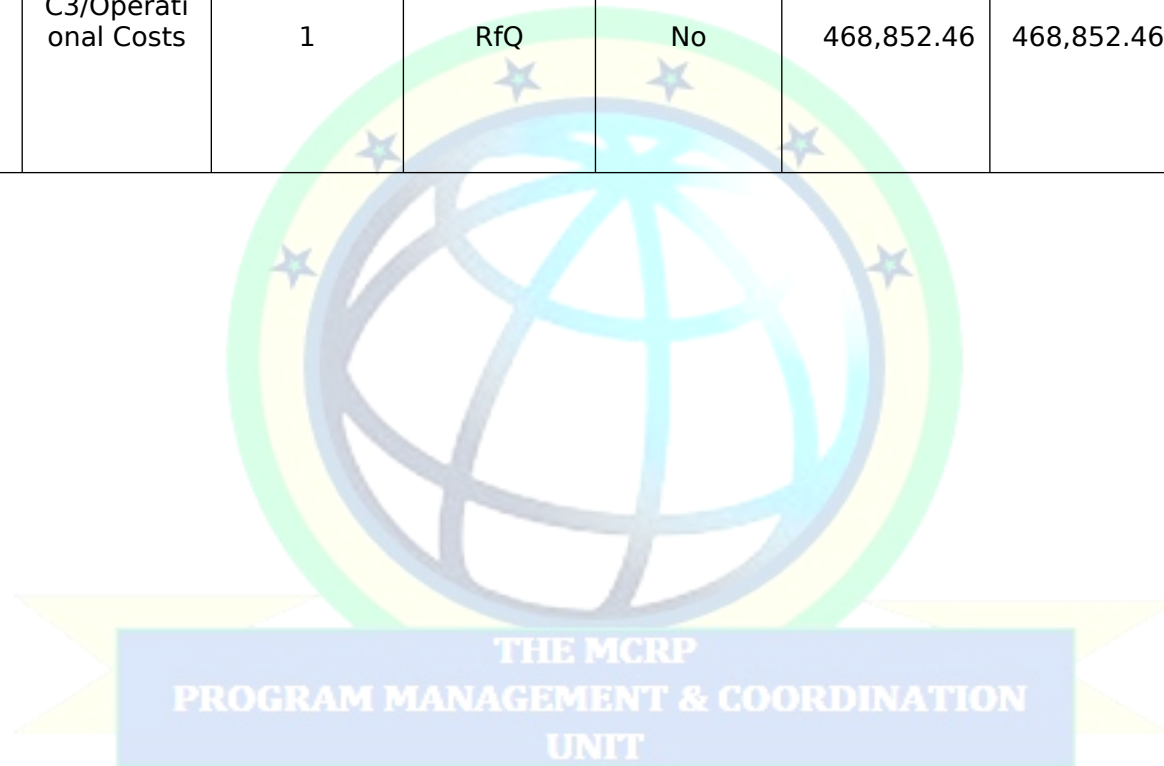 C3/Operati
onal Costs 1 RfQ No 468,852.46 468,852.46
THE MCRP
PROGRAM MANAGEMENT & COORDINATION
UNIT